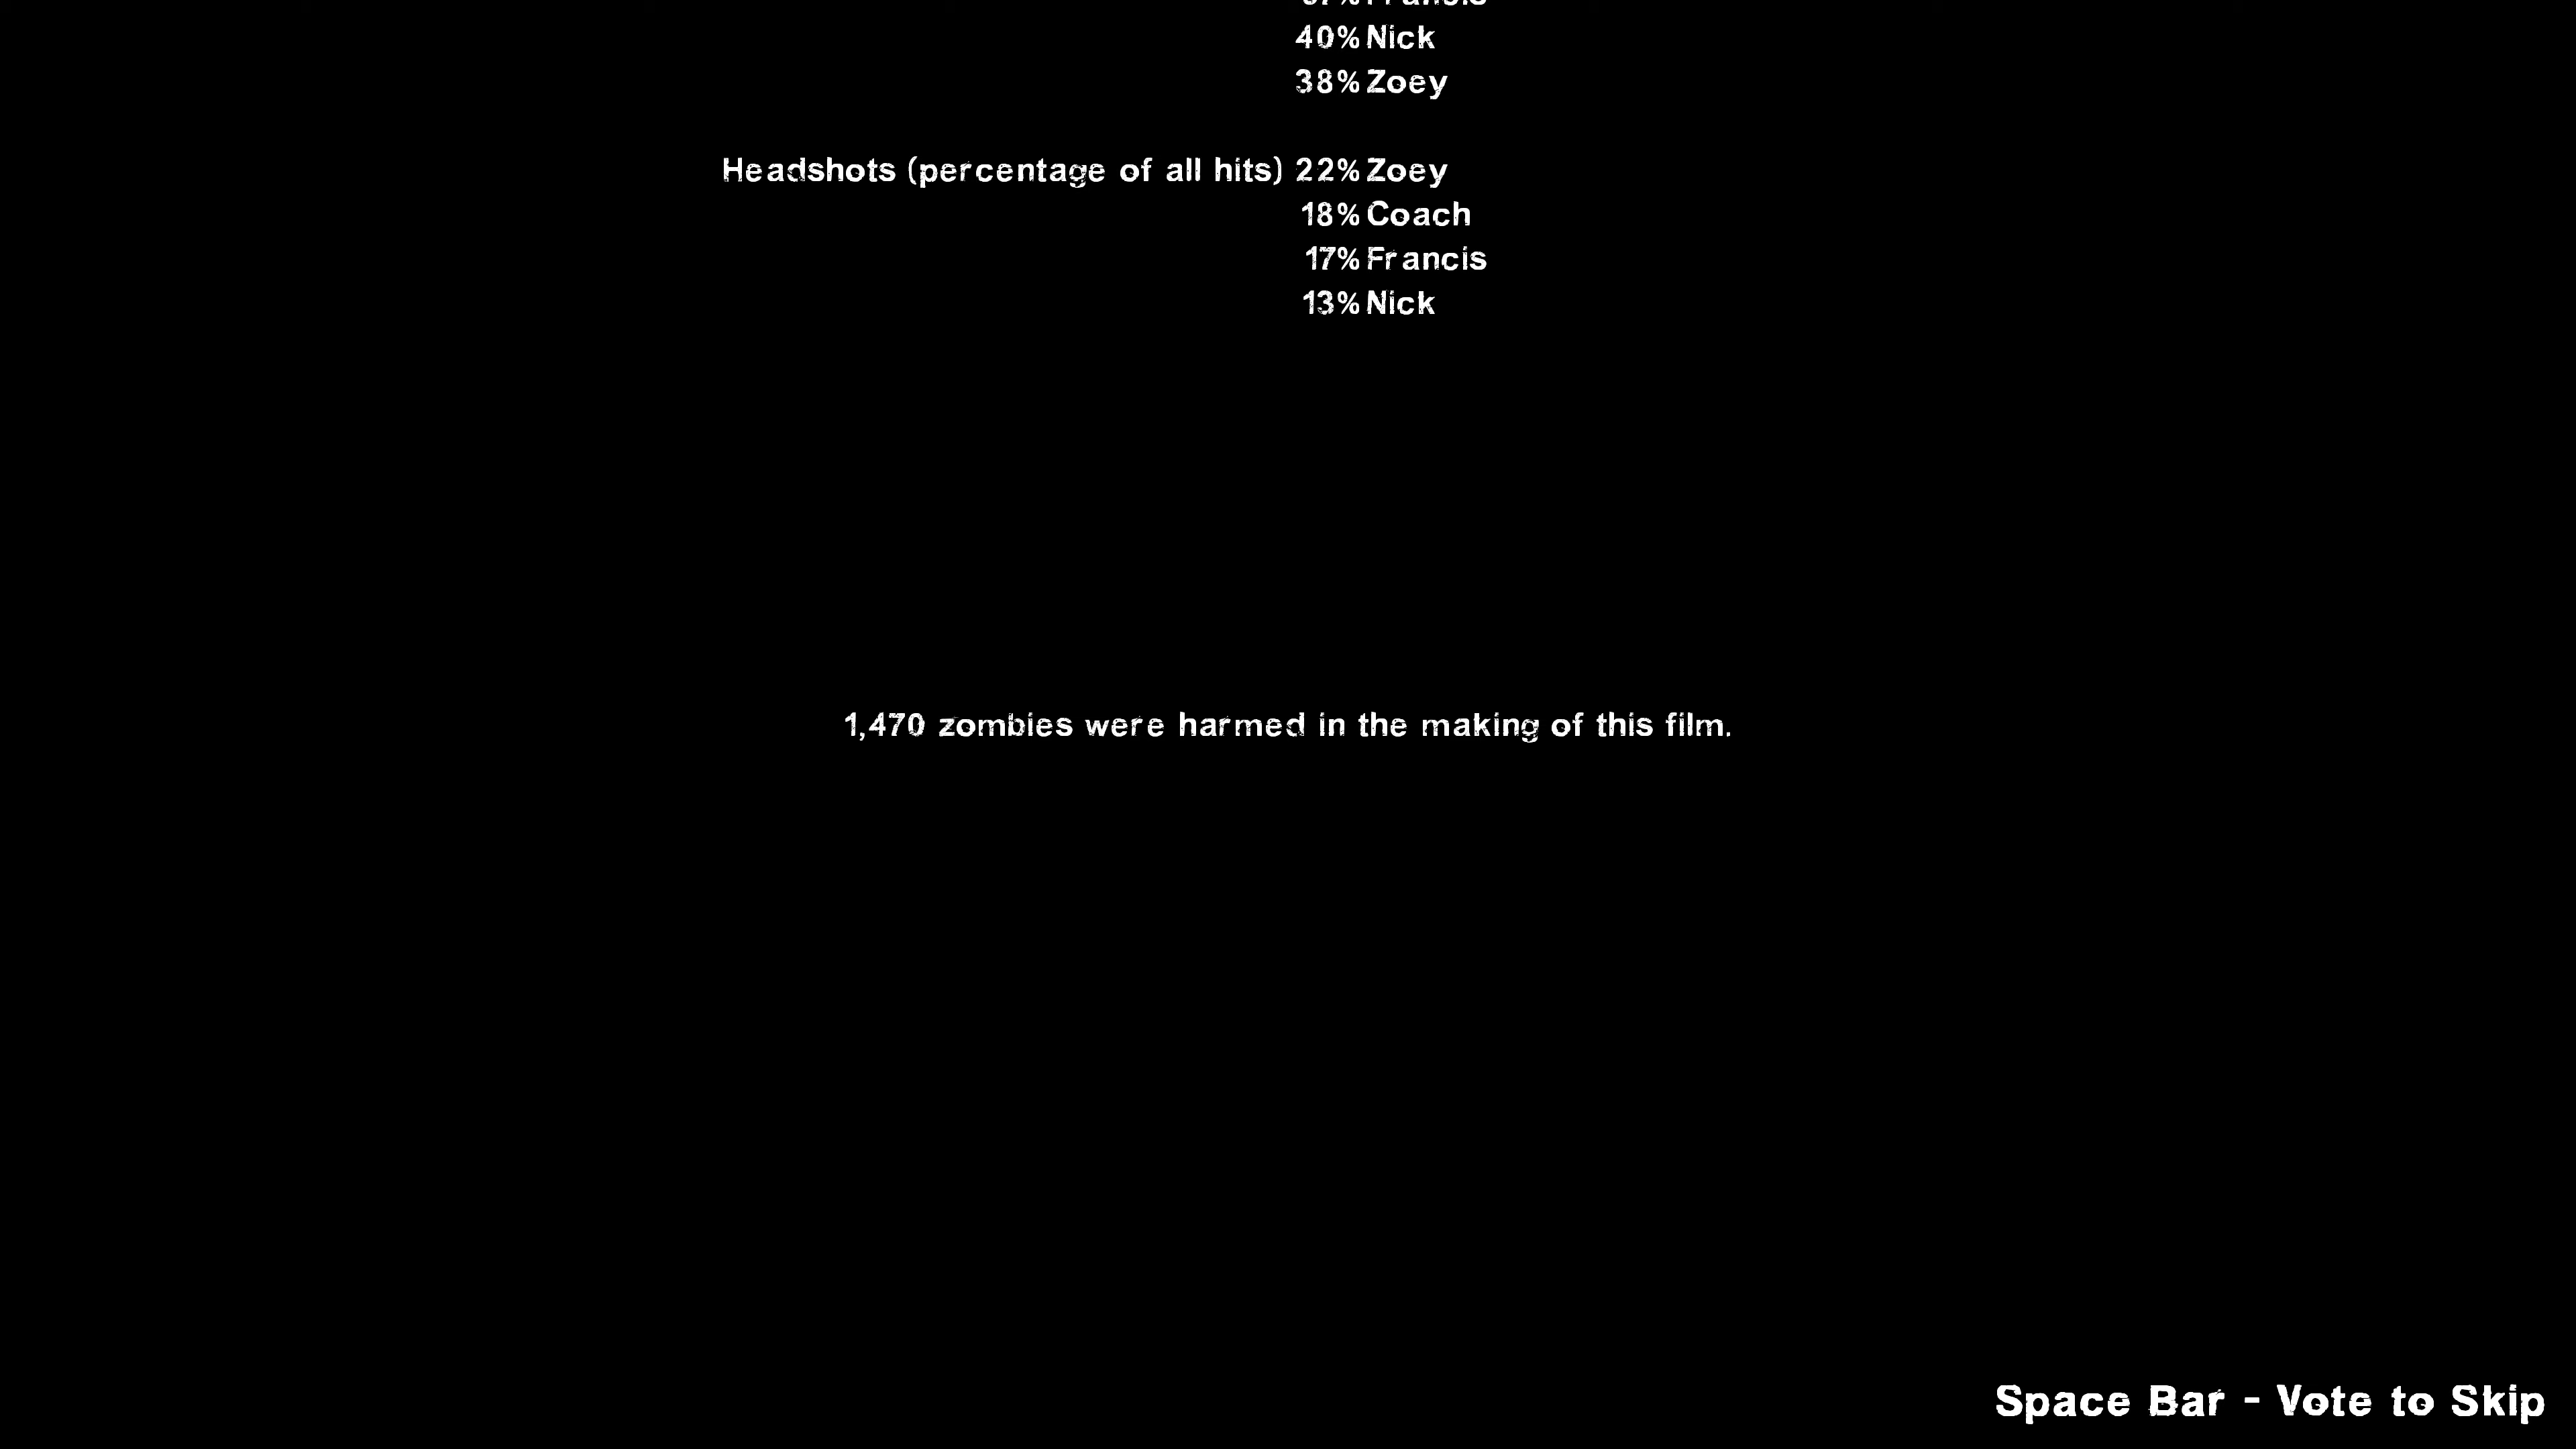 40% Nick
38% Zoey
Headshots (percentage of all hits) 22% Zoey
18% Coach
17% Francis
13% Nick
1,470 zombies were harmed in the making of this film.
Space Bar - Vote to Skip